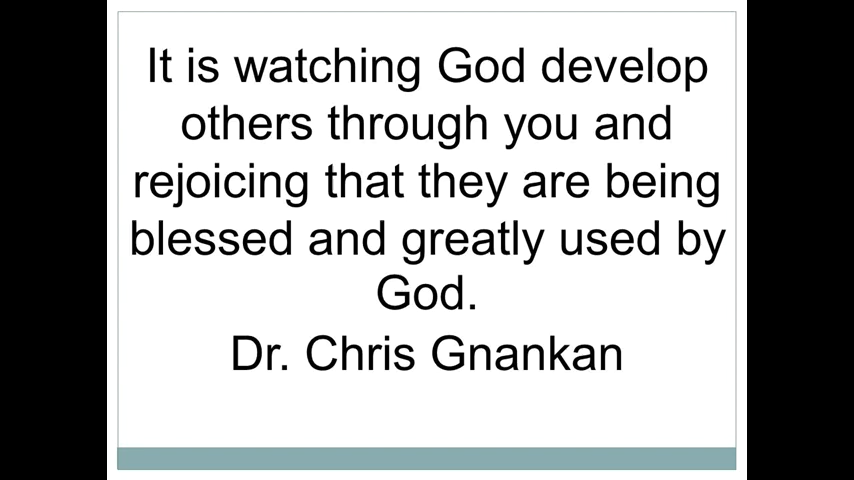 It is watching God develop
others through you and
rejoicing that they are being
blessed and greatly used by
God.
Dr. Chris Gnankan